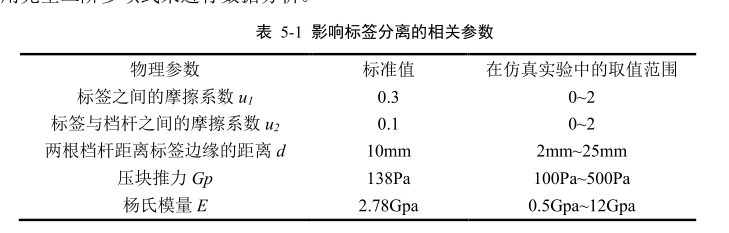 表 5-1 影响标签分离的相关参数
物理参数 标准值 在仿真实验中的取值范围
标签之间的摩擦系数 u1 0.3 0~2
标签与档杆之间的摩擦系数 u2 0.1 0~2
两根档杆距离标签边缘的距离 d 10mm 2mm~25mm
压块推力 Gp 138Pa 100Pa~500Pa
杨氏模量 E 2.78Gpa 0.5Gpa~12Gpa